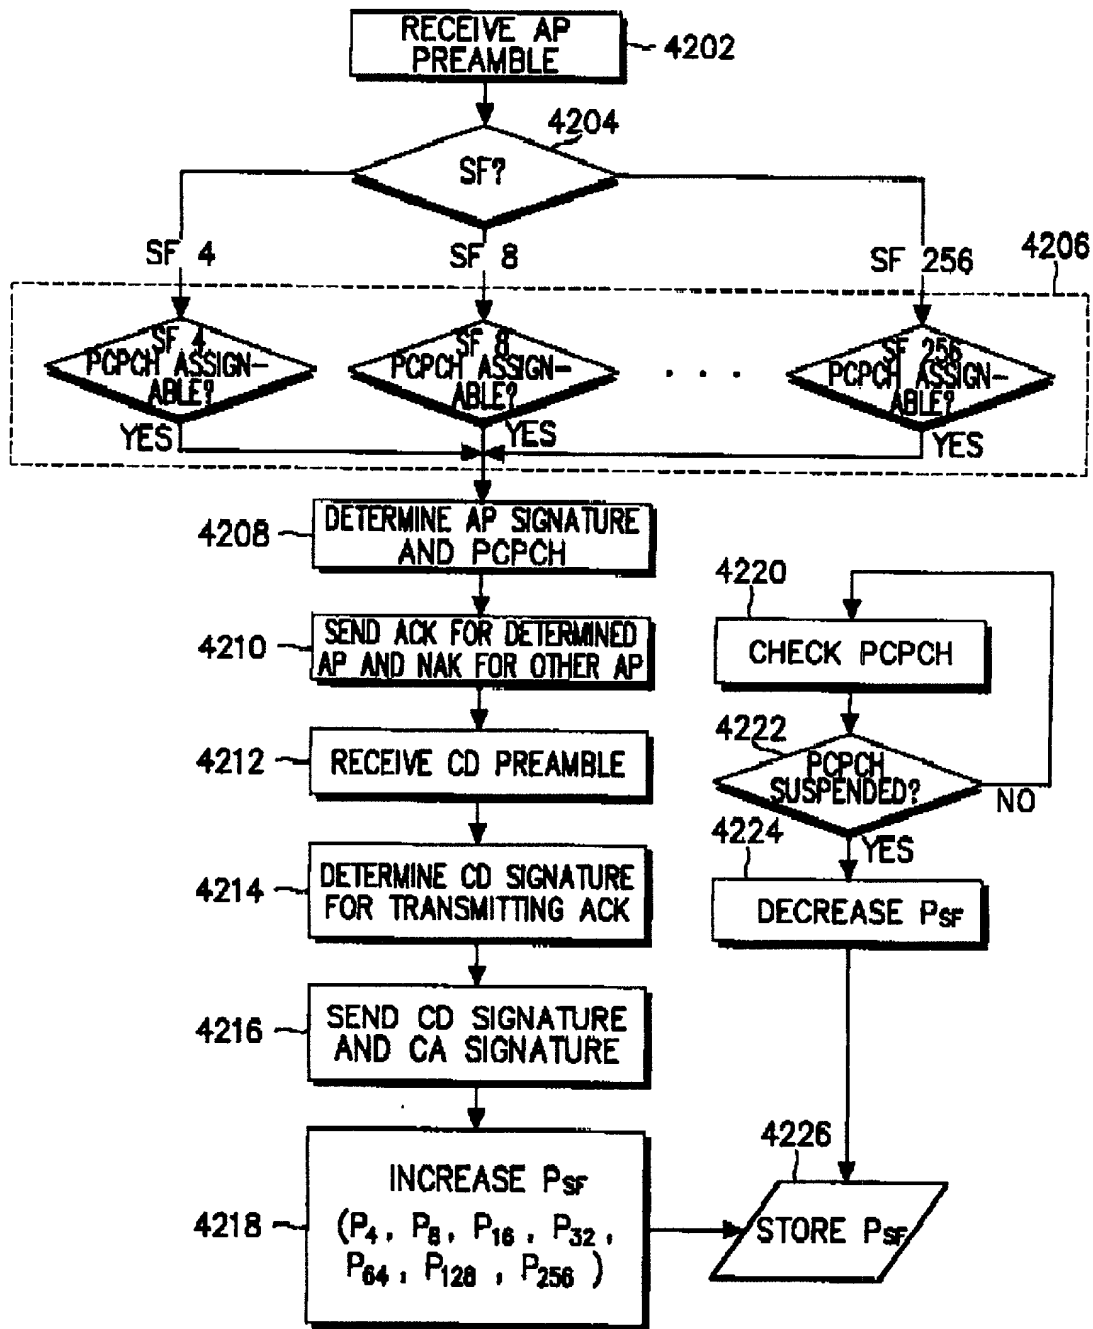 RECEIVE AP
PREAMBLE
4202
4204
SF?
SF 4
SF 8
SF 256
4206
SF 4
PCPCH ASSIGN-
ABLE?
SF 8
PCPCH ASSIGN-
ABLE?
. . . .
SF 256
PCPCH ASSIGN-
ABLE?
YES
YES
YES
4208
DETERMINE AP SIGNATURE
AND PCPCH
4210
SEND ACK FOR DETERMINED
AP AND NAK FOR OTHER AP
4212
RECEIVE CD PREAMBLE
4214
DETERMINE CD SIGNATURE
FOR TRANSMITTING ACK
4216
SEND CD SIGNATURE
AND CA SIGNATURE
4218
INCREASE PSF
(P4, P8, P16, P32,
P64, P128, P256)
4220
CHECK PCPCH
4222
PCPCH
SUSPENDED?
NO
YES
4224
DECREASE PSF
4226
STORE PSF